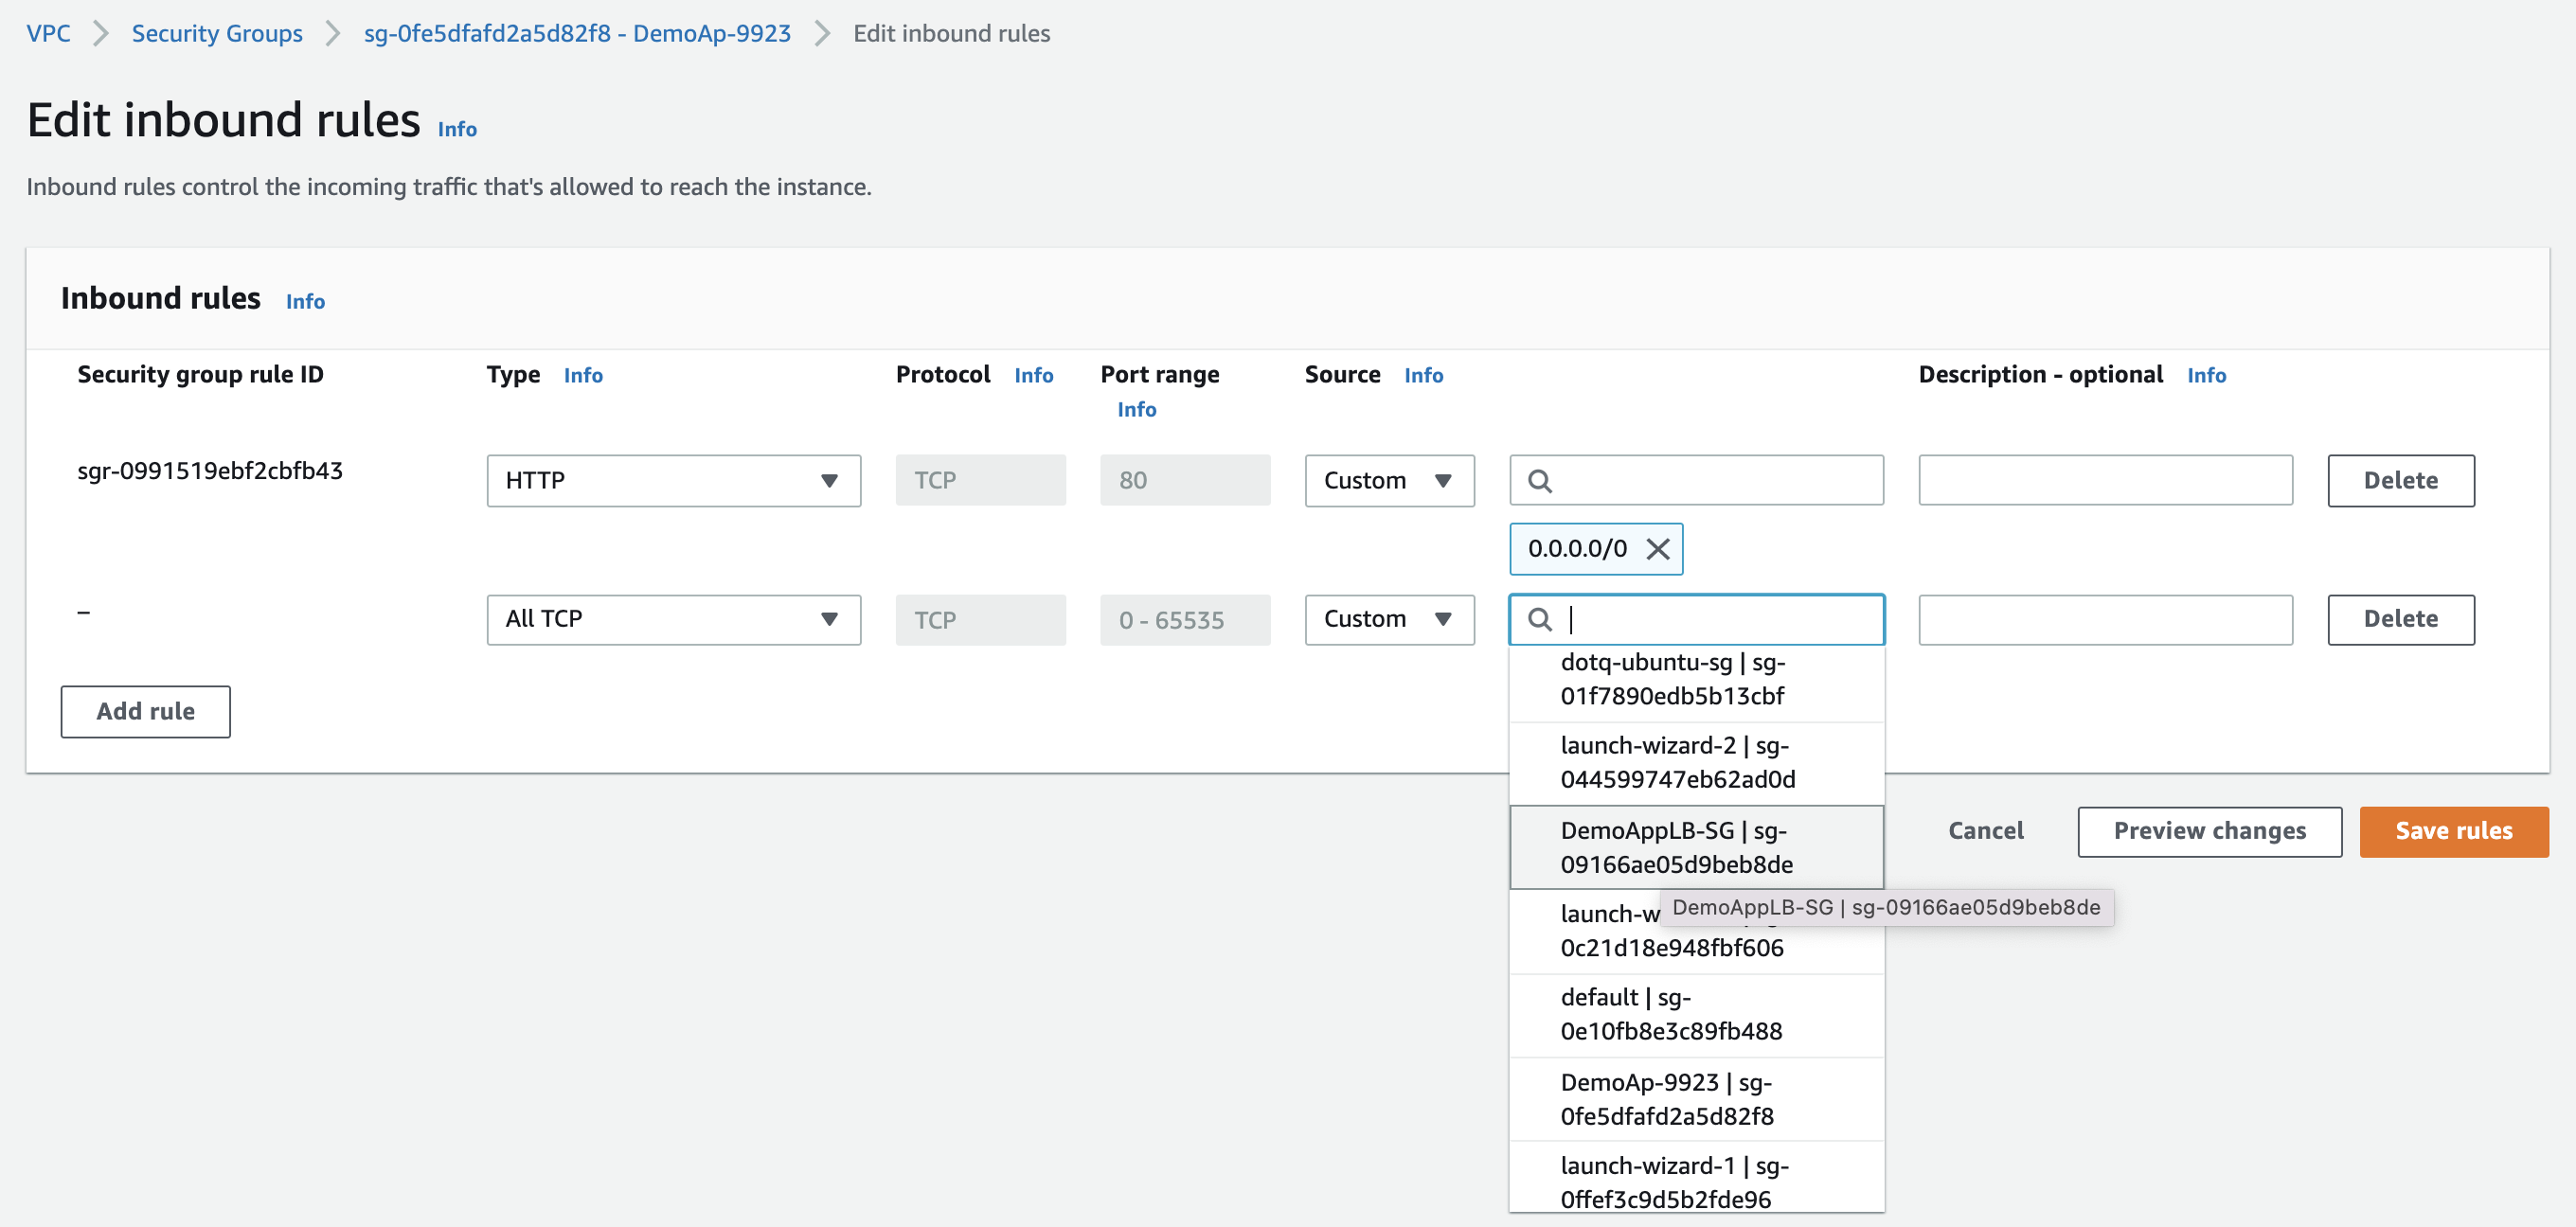 VPC > Security Groups > sg-0fe5dfafd2a5d82f8 - DemoAp-9923 > Edit inbound rules
Edit inbound rules Info
Inbound rules control the incoming traffic that's allowed to reach the instance.
Inbound rules Info
Security group rule ID Type Info Protocol Info Port range Source Info Description - optional Info
Info
sgr-0991519ebf2cbfb43 HTTP TCP 80 Custom Delete
0.0.0.0/0
– All TCP TCP 0 - 65535 Custom Delete
dotq-ubuntu-sg | sg-
01f7890edb5b13cbf
Add rule
launch-wizard-2 | sg-
044599747eb62ad0d
DemoAppLB-SG | sg-
09166ae05d9beb8de
Cancel Preview changes Save rules
DemoAppLB-SG | sg-09166ae05d9beb8de
0c21d18e948fbf606
default | sg-
0e10fb8e3c89fb488
DemoAp-9923 | sg-
0fe5dfafd2a5d82f8
launch-wizard-1 | sg-
0ffef3c9d5b2fde96